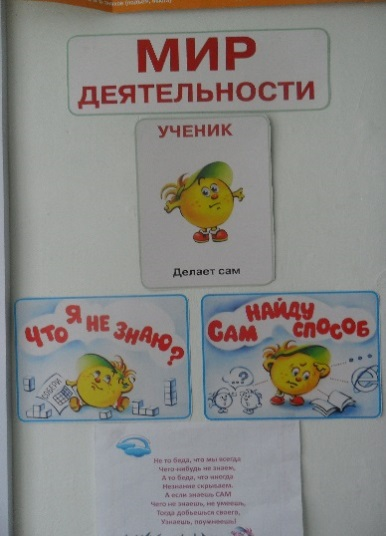 МИР
ДЕЯТЕЛЬНОСТИ
УЧЕНИК
Делает сам
ЧТО Я НЕ ЗНАЮ?
САМ НАЙДУ СПОСОБ
Не то беда, что мы иногда
Чего-нибудь не знаем,
А то беда, что иногда
Незнание скрываем.
А если знаешь САМ
Чего не знаешь, не умеешь,
Тогда добьешься своего,
Узнаешь, поумнеешь!